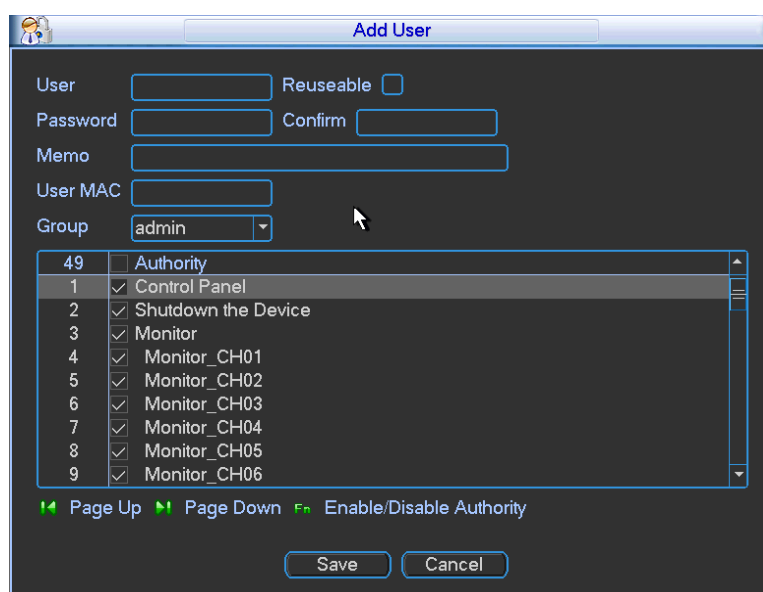 Add User
User Reuseable
Password Confirm
Memo
User MAC
Group admin
49 Authority
1 Control Panel
2 Shutdown the Device
3 Monitor
4 Monitor_CH01
5 Monitor_CH02
6 Monitor_CH03
7 Monitor_CH04
8 Monitor_CH05
9 Monitor_CH06
Page Up Page Down Fn Enable/Disable Authority
Save Cancel